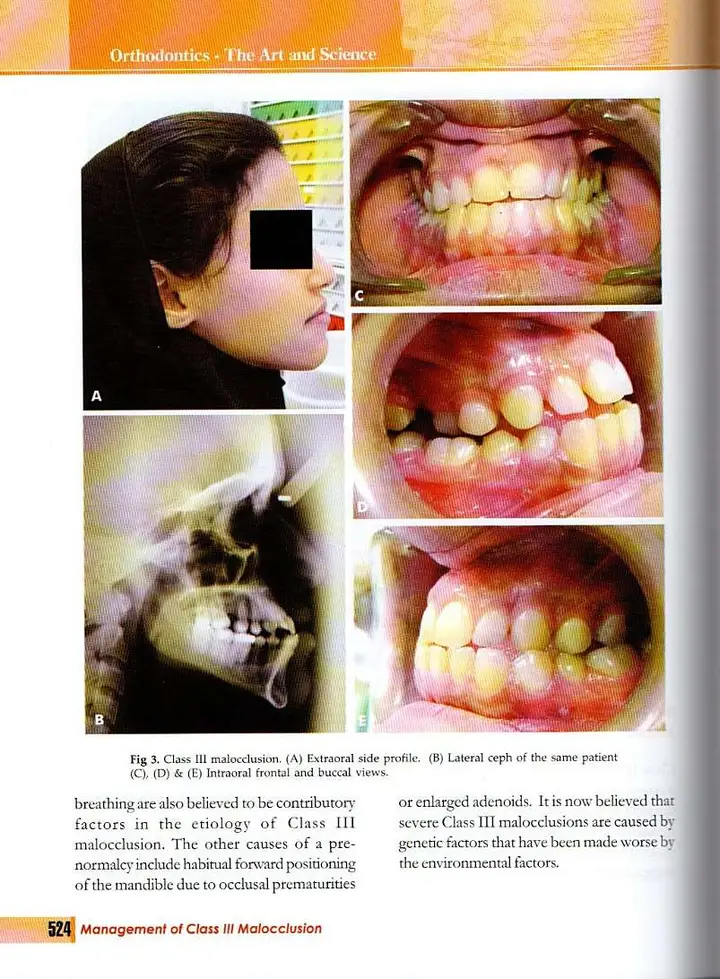 Orthodontics - The Art and Science
A
C
D
B
E
Fig 3. Class III malocclusion. (A) Extraoral side profile. (B) Lateral ceph of the same patient
(C), (D) & (E) Intraoral frontal and buccal views.
breathing are also believed to be contributory
factors in the etiology of Class III
malocclusion. The other causes of a pre-
normalcy include habitual forward positioning
of the mandible due to occlusal prematurities
or enlarged adenoids. It is now believed that
severe Class III malocclusions are caused by
genetic factors that have been made worse by
the environmental factors.
524 Management of Class III Malocclusion